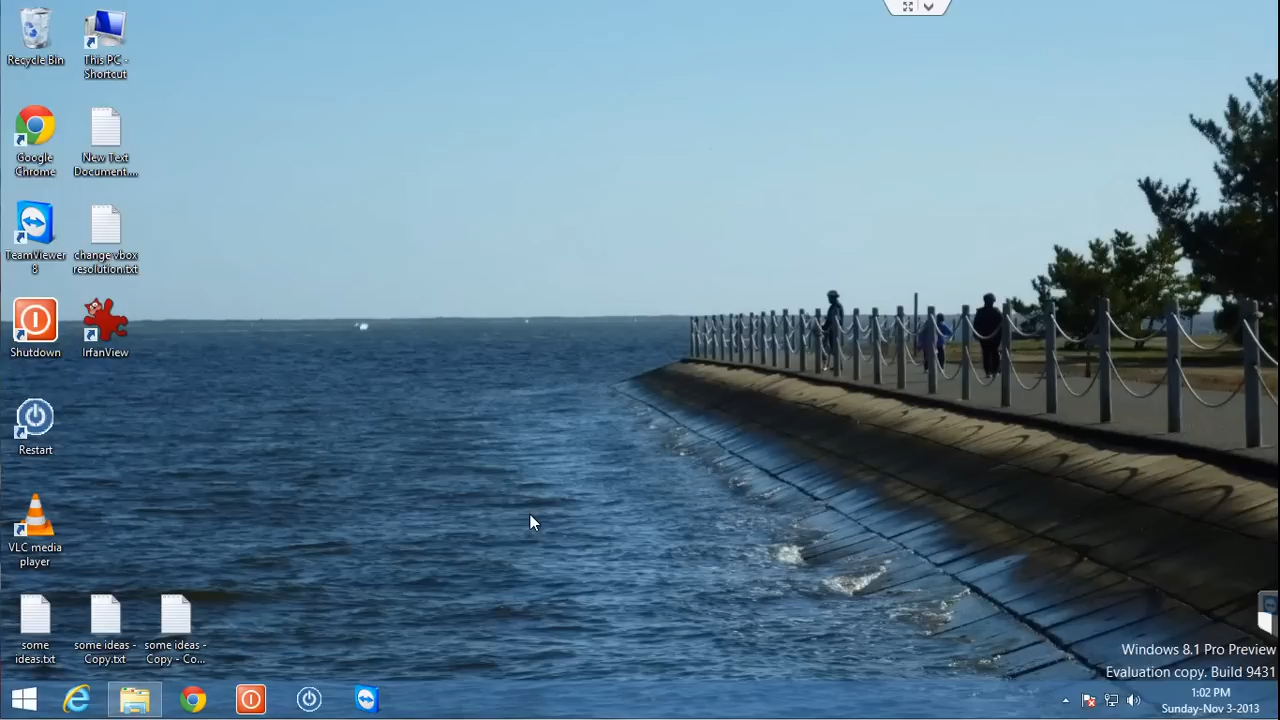 Recycle Bin
This PC -
Shortcut
Google
Chrome
New Text
Document....
TeamViewer
8
change vbox
resolution.txt
Shutdown
IrfanView
Restart
VLC media
player
some
ideas.txt
some ideas -
Copy.txt
some ideas -
Copy - Co...
Windows 8.1 Pro Preview
Evaluation copy. Build 9431
1:02 PM
Sunday-Nov 3-2013